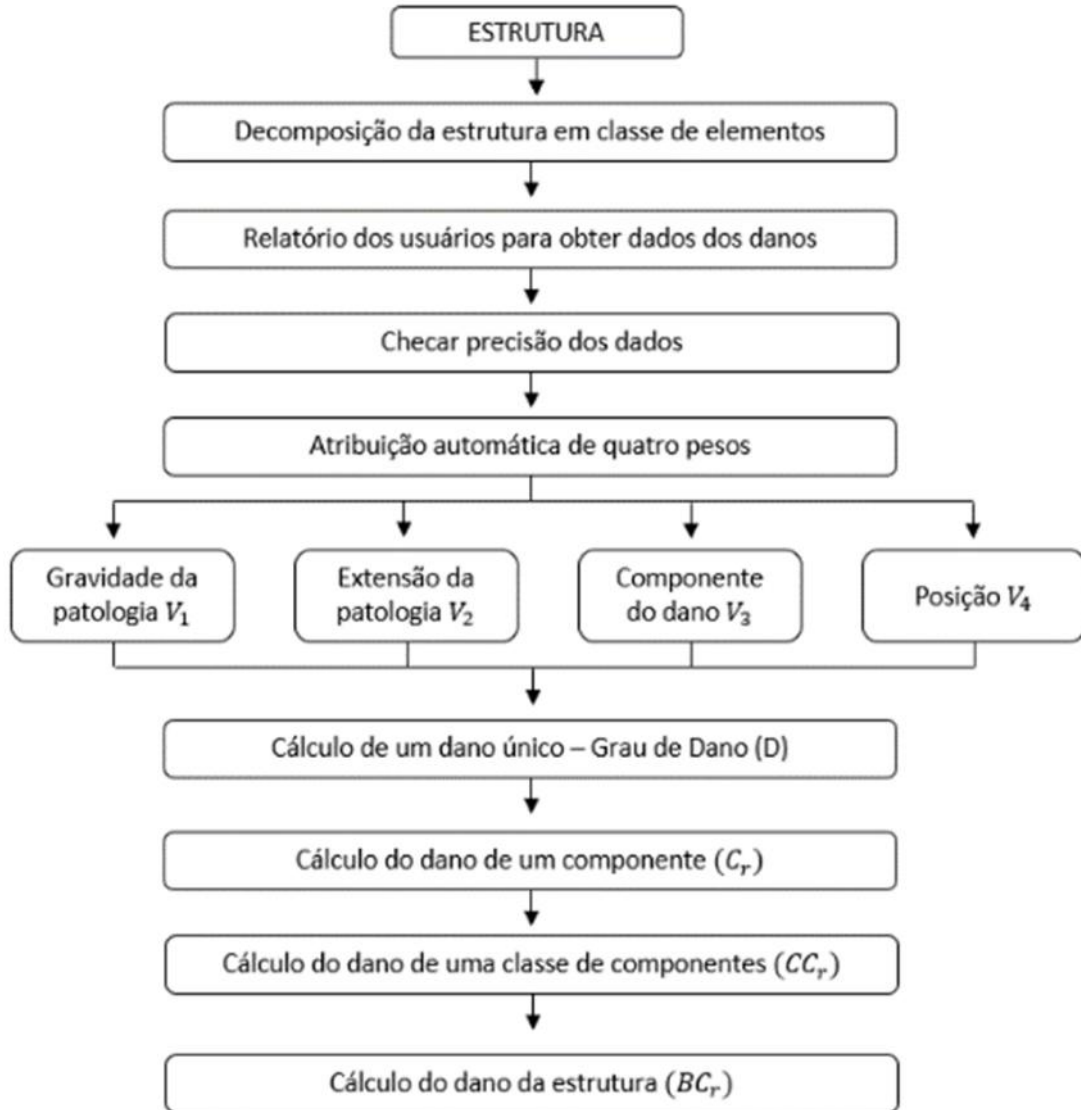 ESTRUTURA
Decomposição da estrutura em classe de elementos
Relatório dos usuários para obter dados dos danos
Checar precisão dos dados
Atribuição automática de quatro pesos
Gravidade da
patologia V₁
Extensão da
patologia V₂
Componente
do dano V₃
Posição V₄
Cálculo de um dano único – Grau de Dano (D)
Cálculo do dano de um componente (Cᵣ)
Cálculo do dano de uma classe de componentes (CCᵣ)
Cálculo do dano da estrutura (BCᵣ)